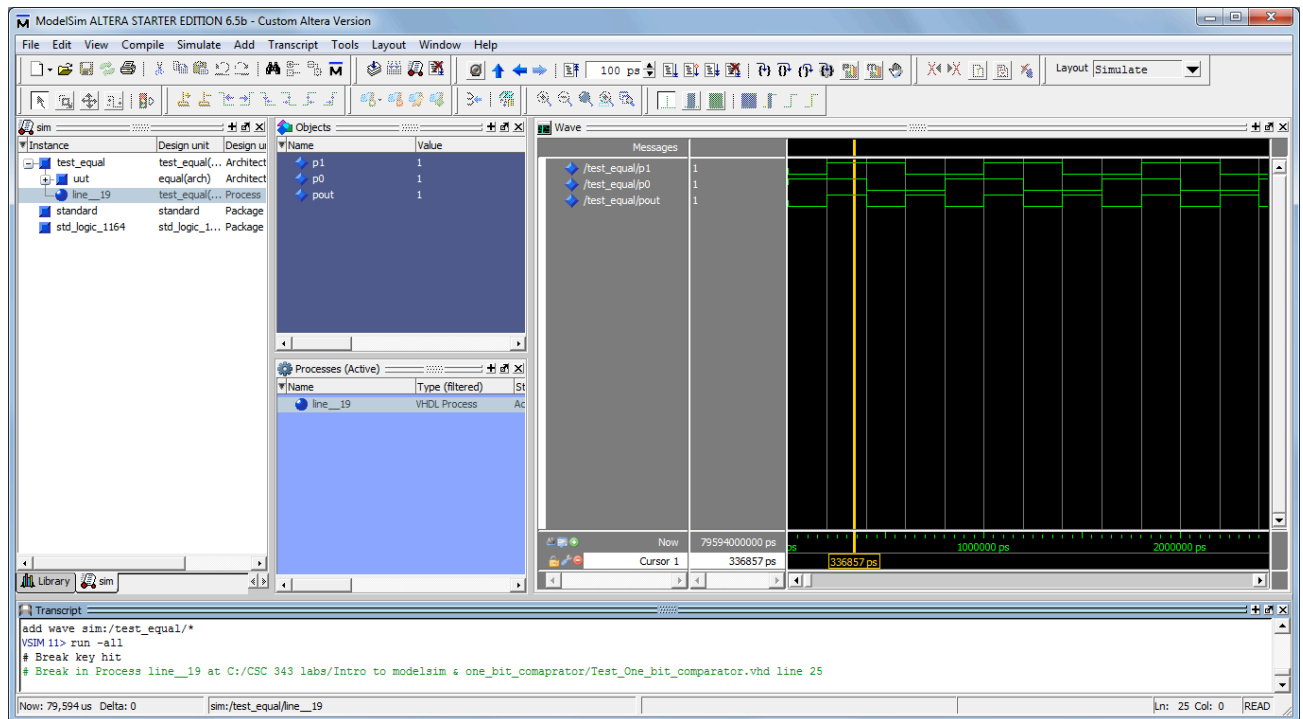 ModelSim ALTERA STARTER EDITION 6.5b - Custom Altera Version
File Edit View Compile Simulate Add Transcript Tools Layout Window Help
100 ps
Layout Simulate
sim
Instance Design unit Design ur
test_equal test_equal(... Architect
uut equal(arch) Architect
line__19 test_equal(... Process
standard standard Package
std_logic_1164 std_logic_1... Package
Library sim
Objects
Name Value
p1 1
p0 1
pout 1
Processes (Active)
Name Type (filtered) St
line__19 VHDL Process Ac
Wave
Messages
/test_equal/p1 1
/test_equal/p0 1
/test_equal/pout 1
Now 79594000000 ps
ps 1000000 ps 2000000 ps
Cursor 1 336857 ps
336857 ps
Transcript
add wave sim:/test_equal/*
VSIM 11> run -all
# Break key hit
# Break in Process line__19 at C:/CSC 343 labs/Intro to modelsim & one_bit_comaprator/Test_One_bit_comparator.vhd line 25
Now: 79,594 us Delta: 0 sim:/test_equal/line__19 Ln: 25 Col: 0 READ